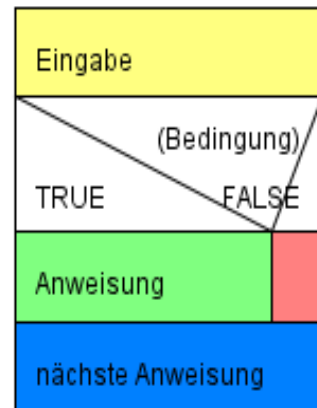 Eingabe
(Bedingung)
TRUE FALSE
Anweisung
nächste Anweisung